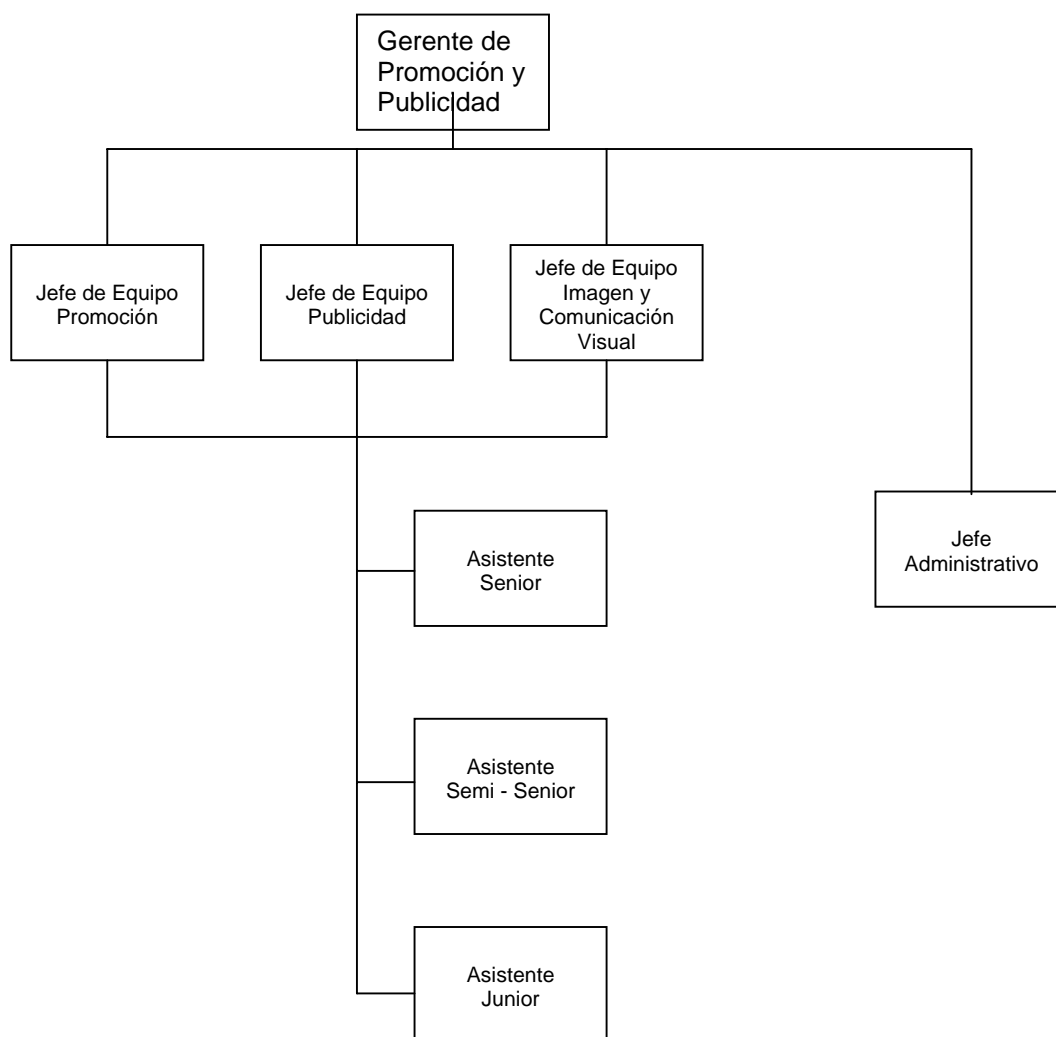 Gerente de
Promoción y
Publicidad
Jefe de Equipo
Promoción
Jefe de Equipo
Publicidad
Jefe de Equipo
Imagen y
Comunicación
Visual
Asistente
Senior
Jefe
Administrativo
Asistente
Semi - Senior
Asistente
Junior